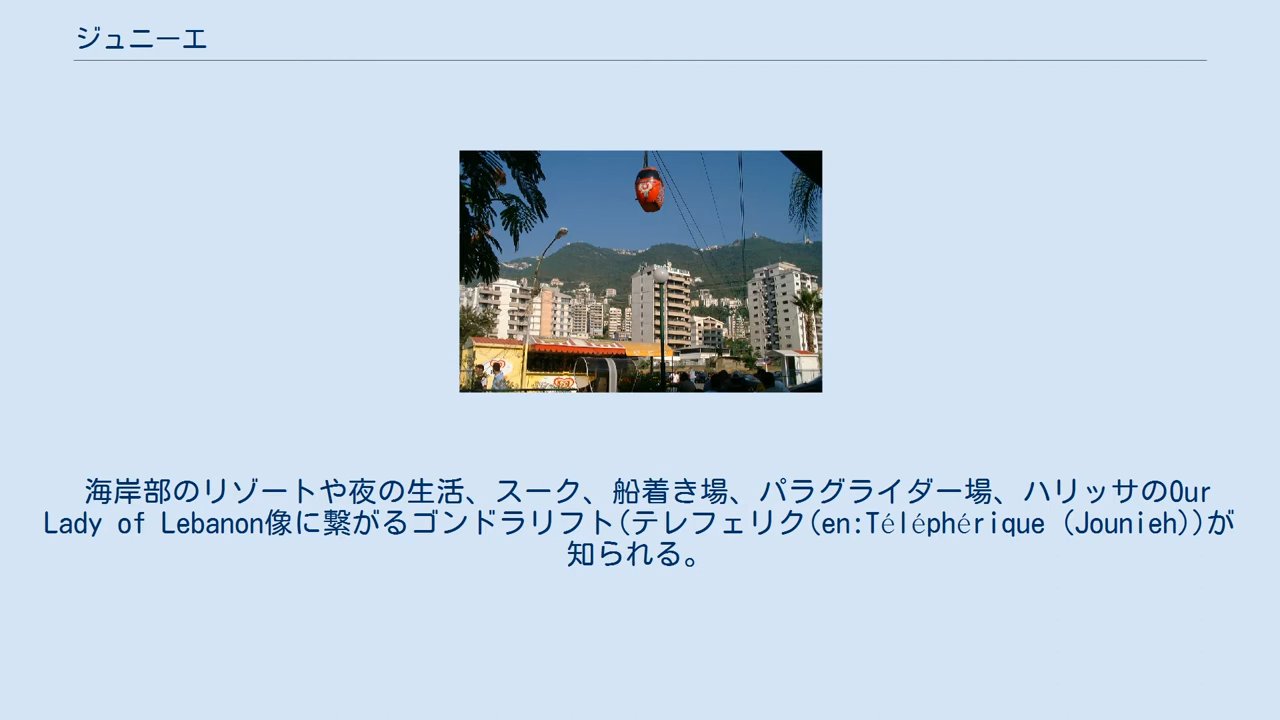 ジュニーエ
海岸部のリゾートや夜の生活、スーク、船着き場、パラグライダー場、ハリッサのOur
Lady of Lebanon像に繋がるゴンドラリフト(テレフェリク(en:Téléphérique (Jounieh))が
知られる。